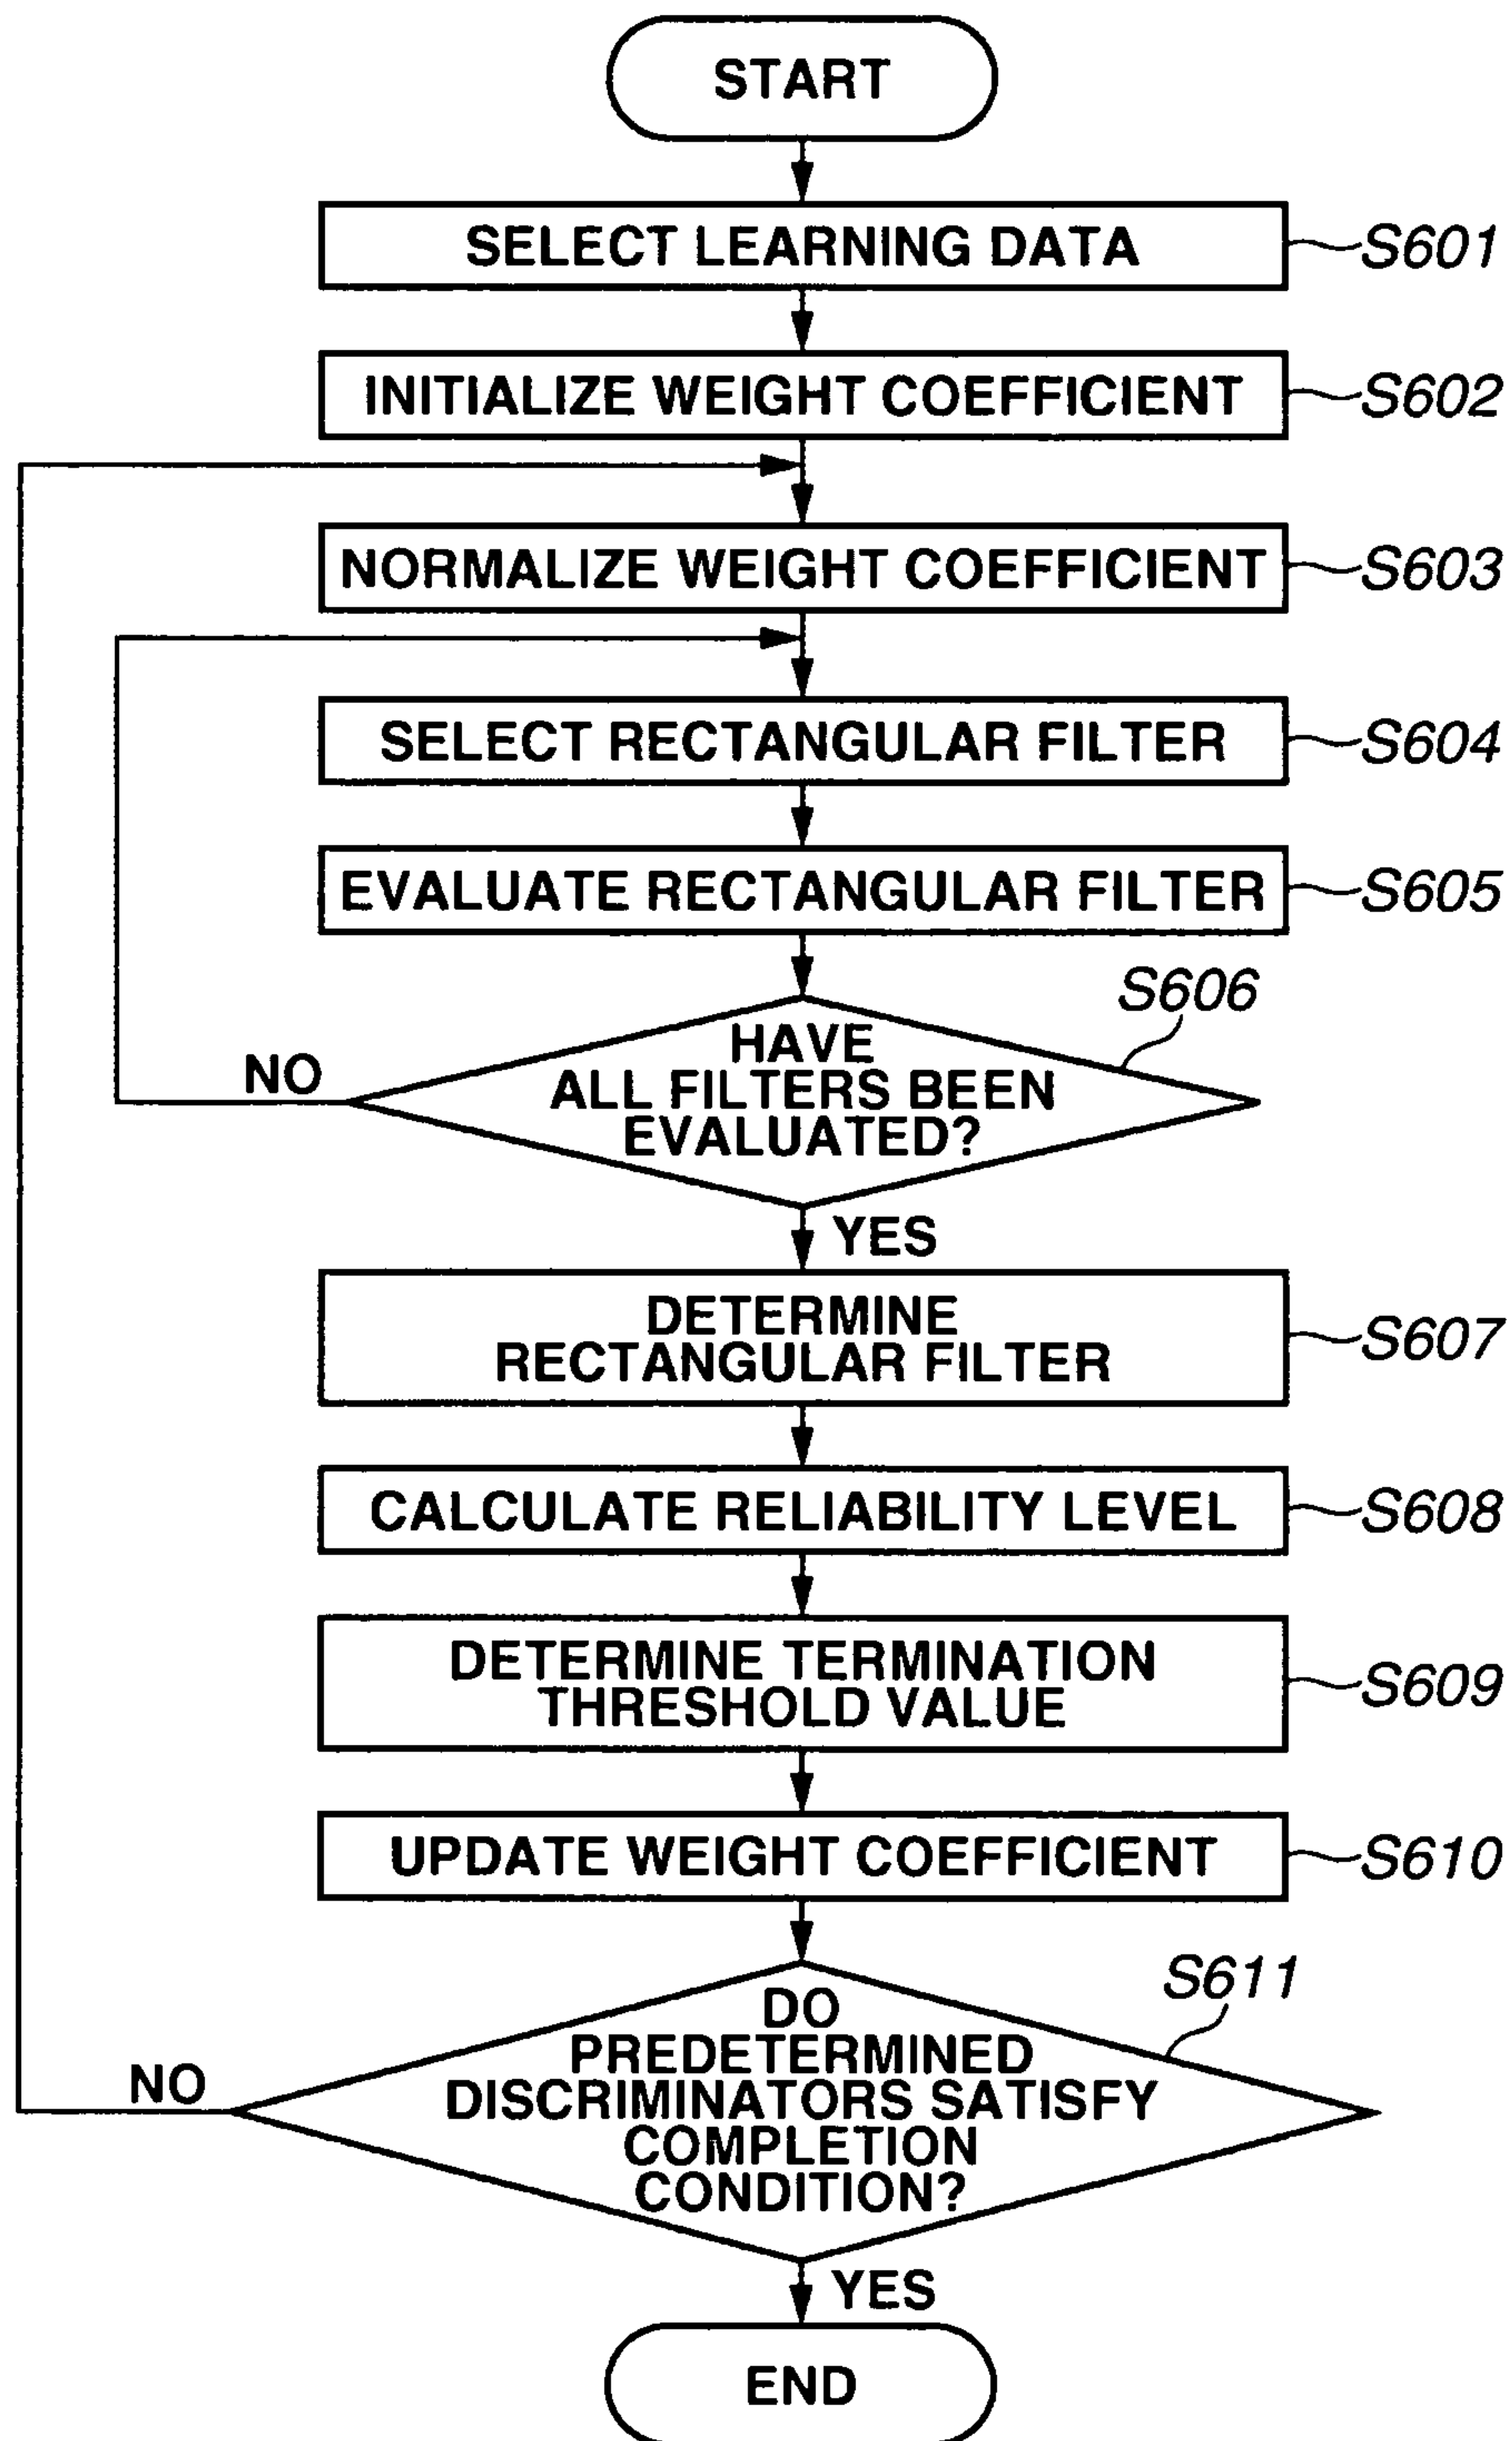 START
SELECT LEARNING DATA
S601
INITIALIZE WEIGHT COEFFICIENT
S602
NORMALIZE WEIGHT COEFFICIENT
S603
SELECT RECTANGULAR FILTER
S604
EVALUATE RECTANGULAR FILTER
S605
S606
HAVE
ALL FILTERS BEEN
EVALUATED?
NO
YES
DETERMINE
RECTANGULAR FILTER
S607
CALCULATE RELIABILITY LEVEL
S608
DETERMINE TERMINATION
THRESHOLD VALUE
S609
UPDATE WEIGHT COEFFICIENT
S610
S611
DO
PREDETERMINED
DISCRIMINATORS SATISFY
COMPLETION
CONDITION?
NO
YES
END